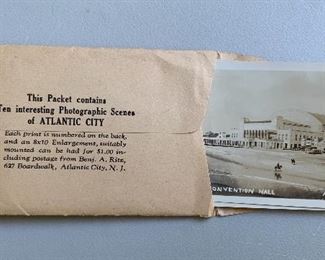 This Packet contains
Ten interesting Photographic Scenes
of ATLANTIC CITY
Each print is numbered on the back,
and an 8x10 Enlargement, suitably
mounted can be had for $1.00 in-
cluding postage from Benj. A. Rite,
627 Boardwalk, Atlantic City, N. J.
CONVENTION HALL